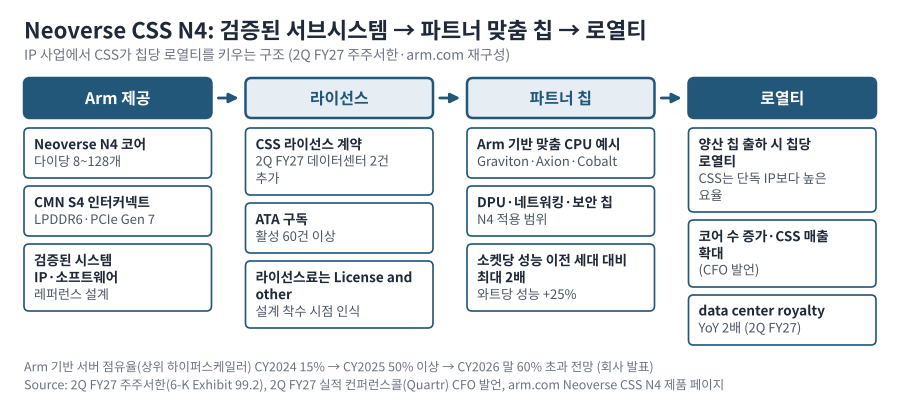 Neoverse CSS N4: 검증된 서브시스템 → 파트너 맞춤 칩 → 로열티
IP 사업에서 CSS가 칩당 로열티를 키우는 구조 (2Q FY27 주주서한·arm.com 재구성)
Arm 제공
Neoverse N4 코어
다이당 8~128개
CMN S4 인터커넥트
LPDDR6·PCIe Gen 7
검증된 시스템
IP·소프트웨어
레퍼런스 설계
라이선스
CSS 라이선스 계약
2Q FY27 데이터센터 2건
추가
ATA 구독
활성 60건 이상
라이선스료는 License and
other
설계 착수 시점 인식
파트너 칩
Arm 기반 맞춤 CPU 예시
Graviton·Axion·Cobalt
DPU·네트워킹·보안 칩
N4 적용 범위
소켓당 성능 이전 세대 대비
최대 2배
와트당 성능 +25%
로열티
양산 칩 출하 시 칩당
로열티
CSS는 단독 IP보다 높은
요율
코어 수 증가·CSS 매출
확대
(CFO 발언)
data center royalty
YoY 2배 (2Q FY27)
Arm 기반 서버 점유율(상위 하이퍼스케일러) CY2024 15% → CY2025 50% 이상 → CY2026 말 60% 초과 전망 (회사 발표)
Source: 2Q FY27 주주서한(6-K Exhibit 99.2), 2Q FY27 실적 컨퍼런스콜(Quartr) CFO 발언, arm.com Neoverse CSS N4 제품 페이지